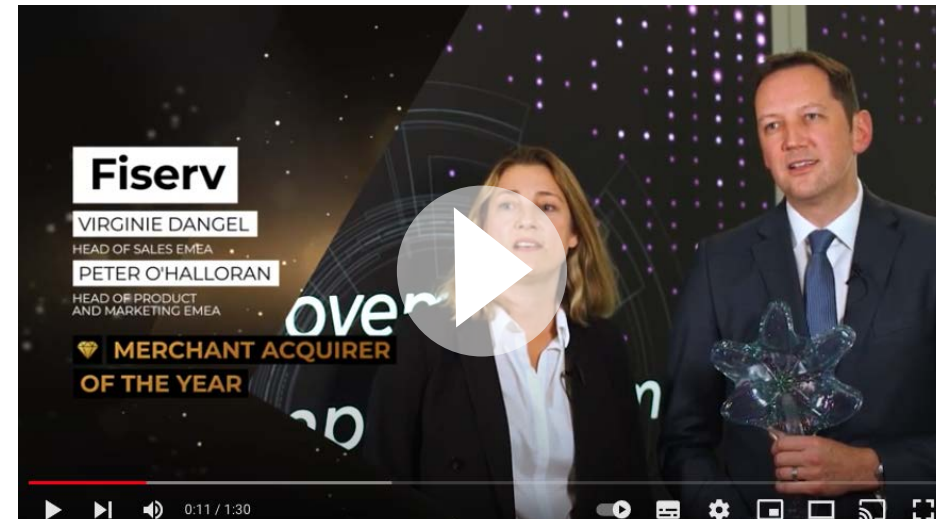 Fiserv
VIRGINIE DANGEL
HEAD OF SALES EMEA
PETER O'HALLORAN
HEAD OF PRODUCT
AND MARKETING EMEA
MERCHANT ACQUIRER
OF THE YEAR
0:11 / 1:30